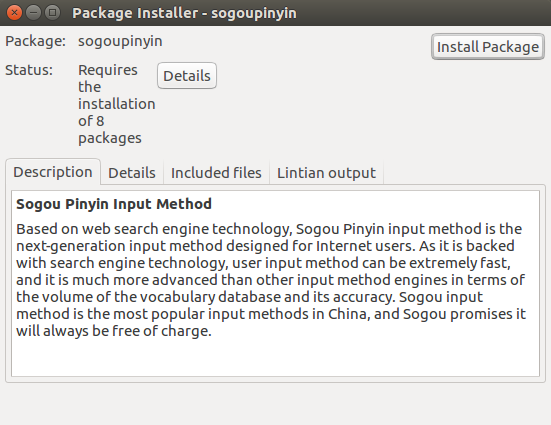 Package Installer - sogoupinyin
Package: sogoupinyin
Install Package
Status: Requires
the
installation
of 8
packages
Details
Description Details Included files Lintian output
Sogou Pinyin Input Method
Based on web search engine technology, Sogou Pinyin input method is the
next-generation input method designed for Internet users. As it is backed
with search engine technology, user input method can be extremely fast,
and it is much more advanced than other input method engines in terms of
the volume of the vocabulary database and its accuracy. Sogou input
method is the most popular input methods in China, and Sogou promises it
will always be free of charge.